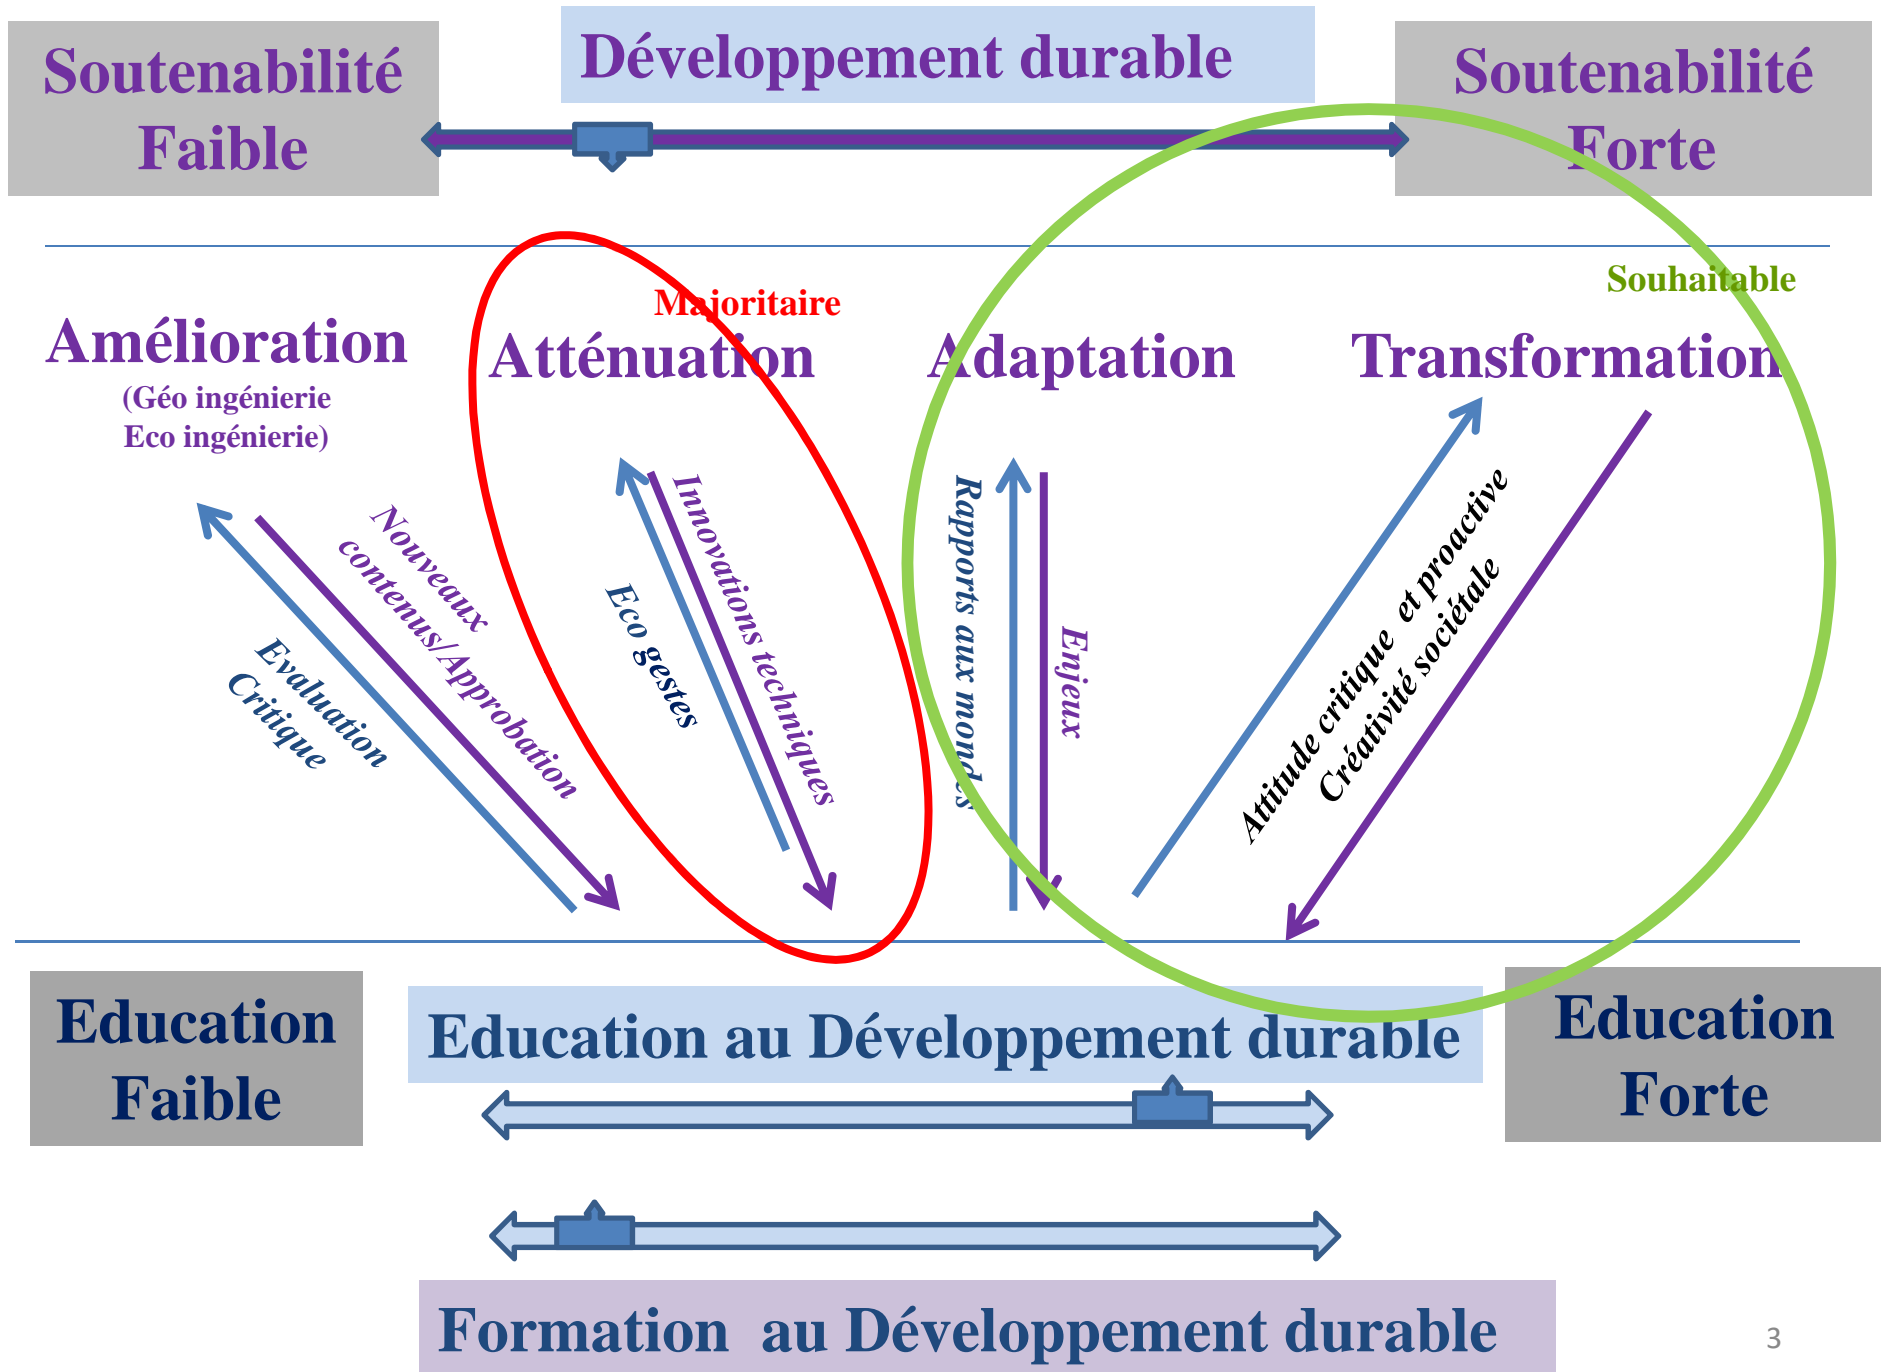 Soutenabilité
Faible
Développement durable
Soutenabilité
Forte
Majoritaire
Souhaitable
Amélioration
(Géo ingénierie
Eco ingénierie)
Atténuation
Adaptation
Transformation
Evaluation
Critique
Nouveaux
contenus/Approbation
Eco gestes
Innovations techniques
Rapports aux mondes
Enjeux
Attitude critique et proactive
Créativité sociétale
Education
Faible
Education au Développement durable
Education
Forte
Formation au Développement durable
3